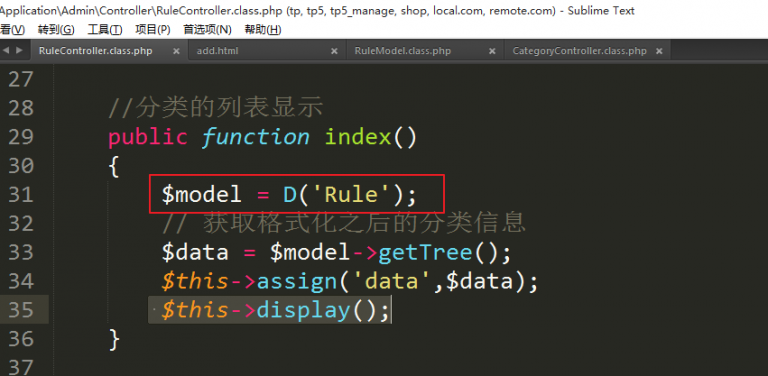 Application\Admin\Controller\RuleController.class.php (tp, tp5, tp5_manage, shop, local.com, remote.com) - Sublime Text
看(V) 转到(G) 工具(T) 项目(P) 首选项(N) 帮助(H)
RuleController.class.php × add.html × RuleModel.class.php × CategoryController.class.php ×
27
28 //分类的列表显示
29 public function index()
30 {
31 $model = D('Rule');
32 // 获取格式化之后的分类信息
33 $data = $model->getTree();
34 $this->assign('data',$data);
35 $this->display();
36 }
37